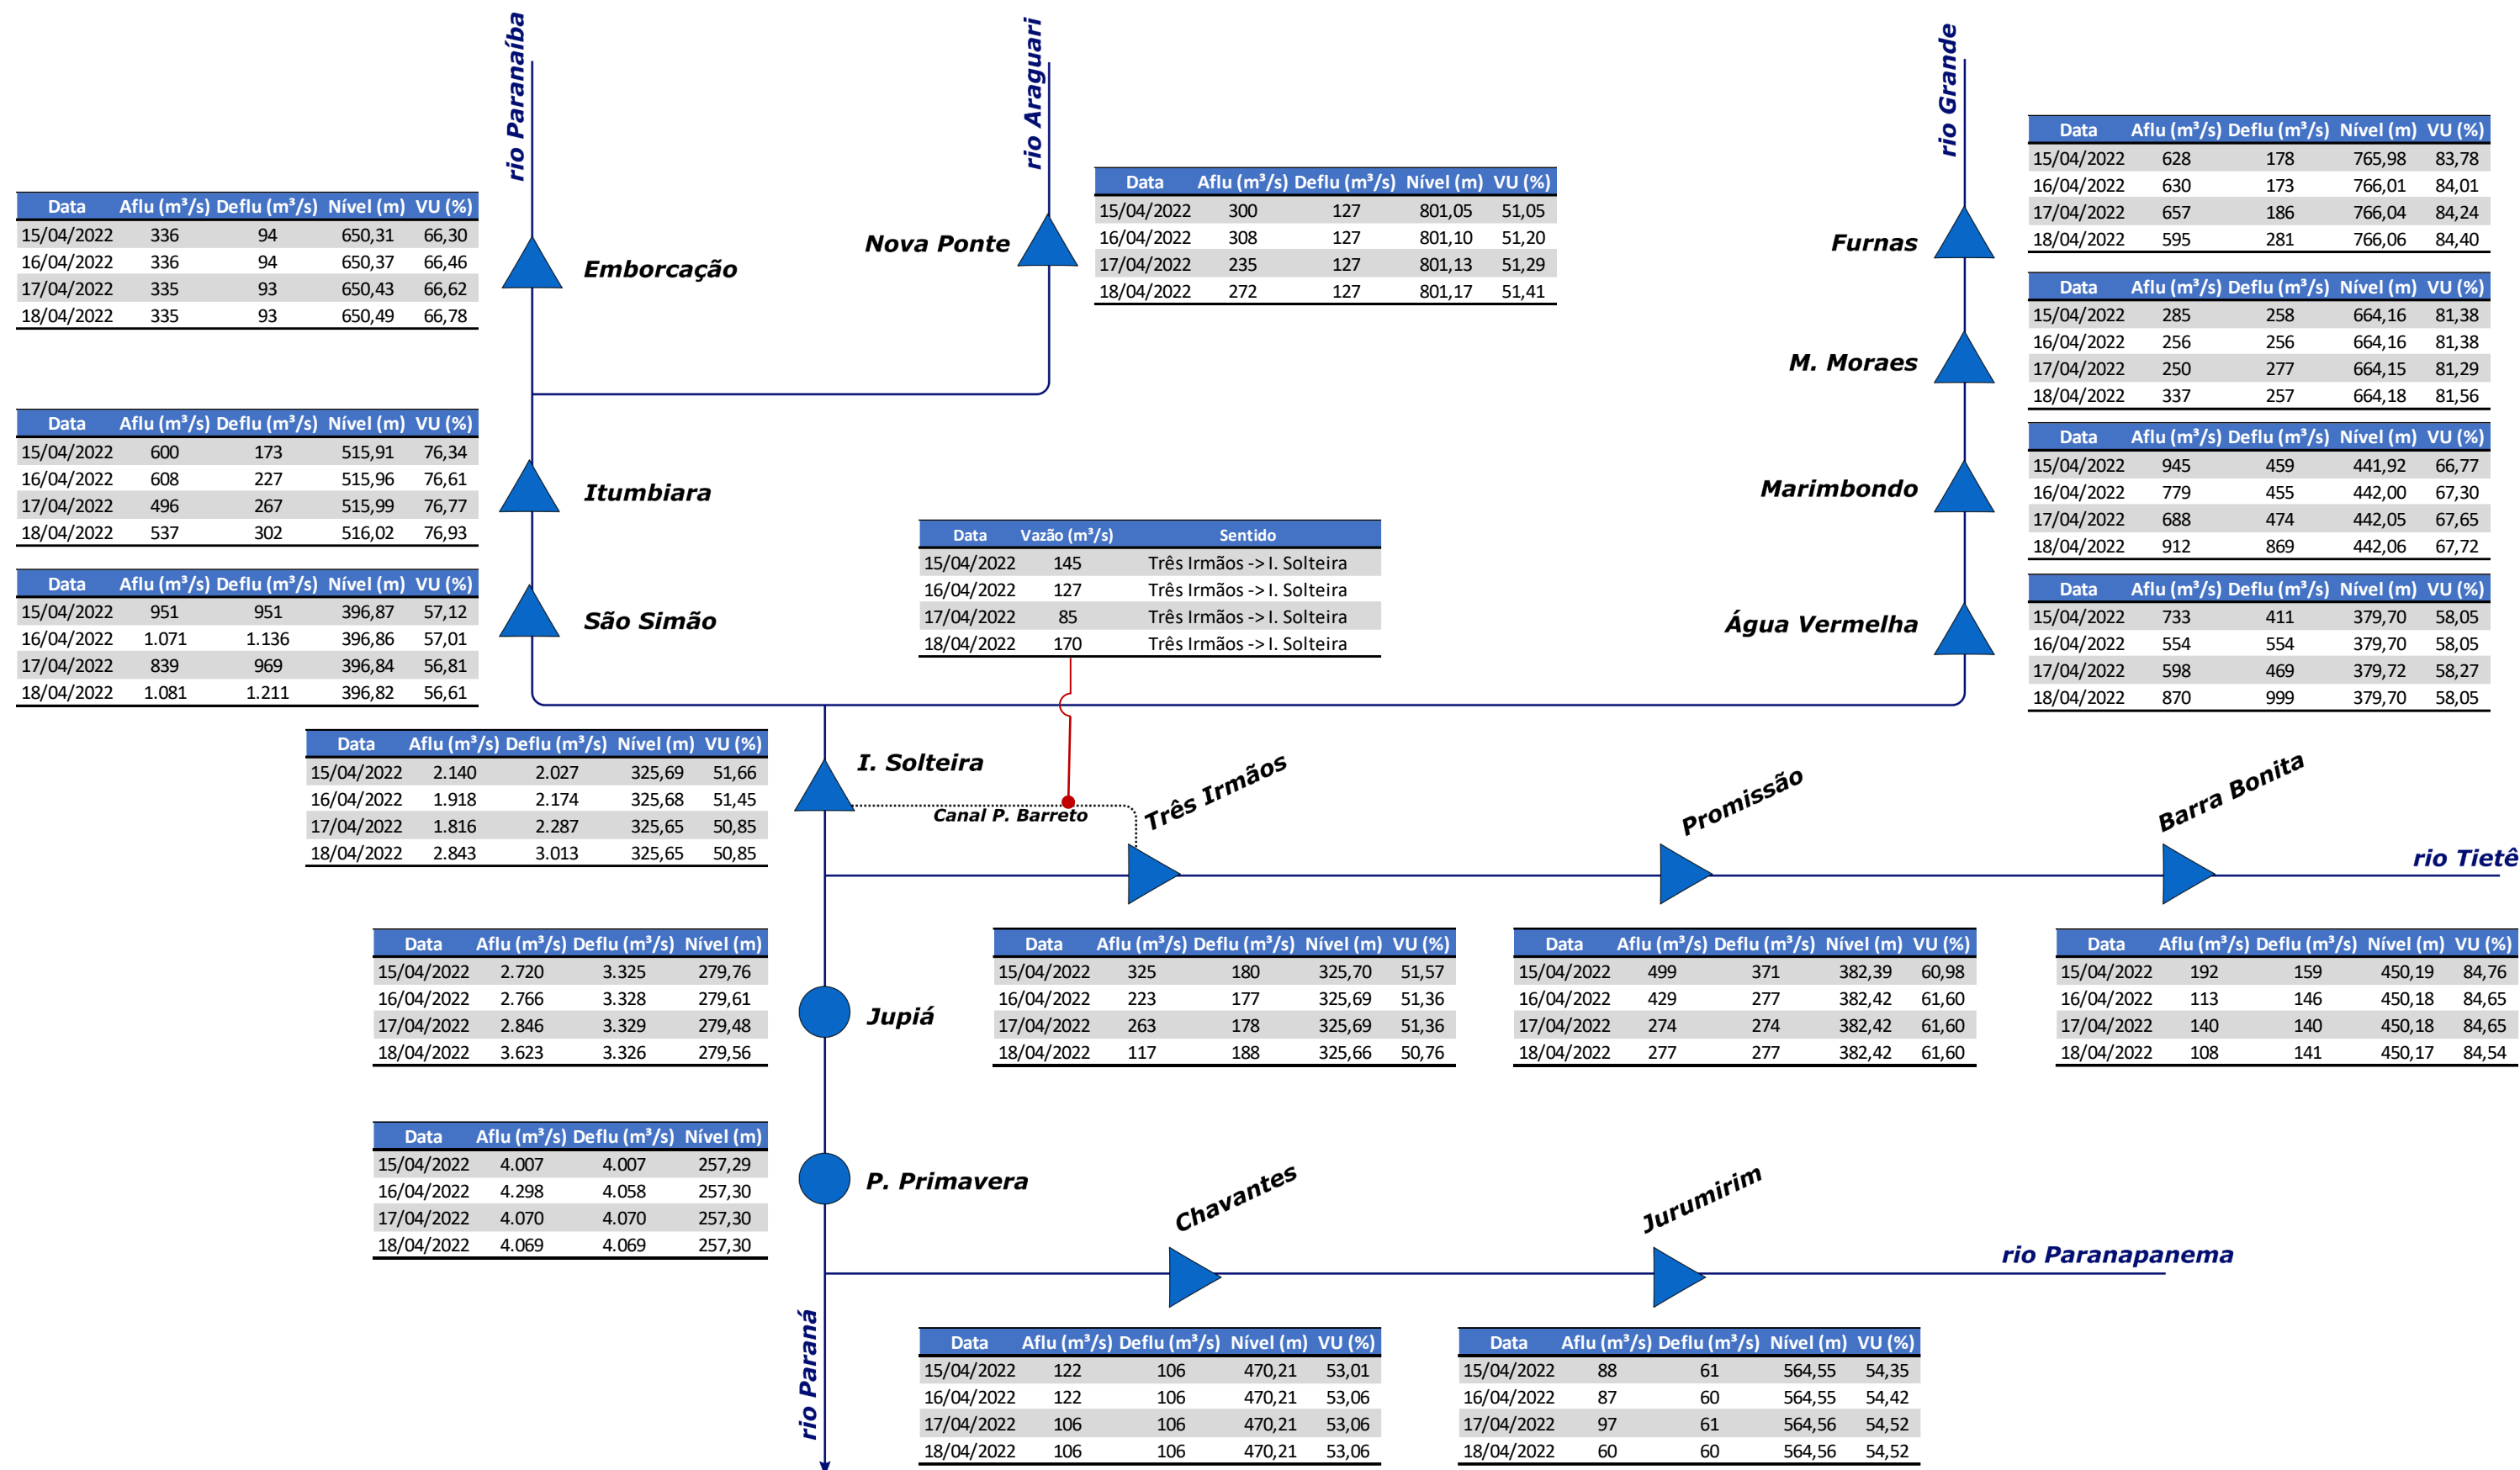 rio Paranaíba
rio Araguari
rio Grande
Data Aflu (m³/s) Deflu (m³/s) Nível (m) VU (%)
15/04/2022 336 94 650,31 66,30
16/04/2022 336 94 650,37 66,46
17/04/2022 335 93 650,43 66,62
18/04/2022 335 93 650,49 66,78
Emborcação
Nova Ponte
Data Aflu (m³/s) Deflu (m³/s) Nível (m) VU (%)
15/04/2022 300 127 801,05 51,05
16/04/2022 308 127 801,10 51,20
17/04/2022 235 127 801,13 51,29
18/04/2022 272 127 801,17 51,41
Furnas
Data Aflu (m³/s) Deflu (m³/s) Nível (m) VU (%)
15/04/2022 628 178 765,98 83,78
16/04/2022 630 173 766,01 84,01
17/04/2022 657 186 766,04 84,24
18/04/2022 595 281 766,06 84,40
M. Moraes
Data Aflu (m³/s) Deflu (m³/s) Nível (m) VU (%)
15/04/2022 285 258 664,16 81,38
16/04/2022 256 256 664,16 81,38
17/04/2022 250 277 664,15 81,29
18/04/2022 337 257 664,18 81,56
Data Aflu (m³/s) Deflu (m³/s) Nível (m) VU (%)
15/04/2022 600 173 515,91 76,34
16/04/2022 608 227 515,96 76,61
17/04/2022 496 267 515,99 76,77
18/04/2022 537 302 516,02 76,93
Itumbiara
Marimbondo
Data Aflu (m³/s) Deflu (m³/s) Nível (m) VU (%)
15/04/2022 945 459 441,92 66,77
16/04/2022 779 455 442,00 67,30
17/04/2022 688 474 442,05 67,65
18/04/2022 912 869 442,06 67,72
Data Aflu (m³/s) Deflu (m³/s) Nível (m) VU (%)
15/04/2022 951 951 396,87 57,12
16/04/2022 1.071 1.136 396,86 57,01
17/04/2022 839 969 396,84 56,81
18/04/2022 1.081 1.211 396,82 56,61
São Simão
Data Vazão (m³/s) Sentido
15/04/2022 145 Três Irmãos -> I. Solteira
16/04/2022 127 Três Irmãos -> I. Solteira
17/04/2022 85 Três Irmãos -> I. Solteira
18/04/2022 170 Três Irmãos -> I. Solteira
Água Vermelha
Data Aflu (m³/s) Deflu (m³/s) Nível (m) VU (%)
15/04/2022 733 411 379,70 58,05
16/04/2022 554 554 379,70 58,05
17/04/2022 598 469 379,72 58,27
18/04/2022 870 999 379,70 58,05
Data Aflu (m³/s) Deflu (m³/s) Nível (m) VU (%)
15/04/2022 2.140 2.027 325,69 51,66
16/04/2022 1.918 2.174 325,68 51,45
17/04/2022 1.816 2.287 325,65 50,85
18/04/2022 2.843 3.013 325,65 50,85
I. Solteira
Canal P. Barreto
Três Irmãos
Promissão
Barra Bonita
rio Tietê
Data Aflu (m³/s) Deflu (m³/s) Nível (m)
15/04/2022 2.720 3.325 279,76
16/04/2022 2.766 3.328 279,61
17/04/2022 2.846 3.329 279,48
18/04/2022 3.623 3.326 279,56
Jupiá
Data Aflu (m³/s) Deflu (m³/s) Nível (m) VU (%)
15/04/2022 325 180 325,70 51,57
16/04/2022 223 177 325,69 51,36
17/04/2022 263 178 325,69 51,36
18/04/2022 117 188 325,66 50,76
Data Aflu (m³/s) Deflu (m³/s) Nível (m) VU (%)
15/04/2022 499 371 382,39 60,98
16/04/2022 429 277 382,42 61,60
17/04/2022 274 274 382,42 61,60
18/04/2022 277 277 382,42 61,60
Data Aflu (m³/s) Deflu (m³/s) Nível (m) VU (%)
15/04/2022 192 159 450,19 84,76
16/04/2022 113 146 450,18 84,65
17/04/2022 140 140 450,18 84,65
18/04/2022 108 141 450,17 84,54
Data Aflu (m³/s) Deflu (m³/s) Nível (m)
15/04/2022 4.007 4.007 257,29
16/04/2022 4.298 4.058 257,30
17/04/2022 4.070 4.070 257,30
18/04/2022 4.069 4.069 257,30
P. Primavera
Chavantes
Jurumirim
rio Paranapanema
rio Paraná
Data Aflu (m³/s) Deflu (m³/s) Nível (m) VU (%)
15/04/2022 122 106 470,21 53,01
16/04/2022 122 106 470,21 53,06
17/04/2022 106 106 470,21 53,06
18/04/2022 106 106 470,21 53,06
Data Aflu (m³/s) Deflu (m³/s) Nível (m) VU (%)
15/04/2022 88 61 564,55 54,35
16/04/2022 87 60 564,55 54,42
17/04/2022 97 61 564,56 54,52
18/04/2022 60 60 564,56 54,52